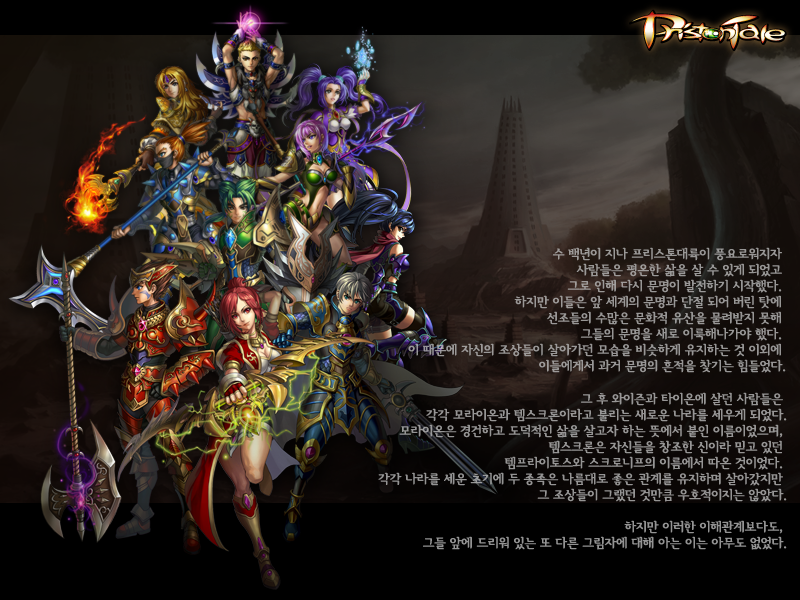 PristonTale
수 백년이 지나 프리스톤대륙이 풍요로워지자
사람들은 평온한 삶을 살 수 있게 되었고
그로 인해 다시 문명이 발전하기 시작했다.
하지만 이들은 앞 세계의 문명과 단절 되어 버린 탓에
선조들의 수많은 문화적 유산을 물려받지 못해
그들의 문명을 새로 이룩해나가야 했다.
이 때문에 자신의 조상들이 살아가던 모습을 비슷하게 유지하는 것 이외에
이들에게서 과거 문명의 흔적을 찾기는 힘들었다.
그 후 와이즌과 타이온에 살던 사람들은
각각 모라이온과 템스크론이라고 불리는 새로운 나라를 세우게 되었다.
모라이온은 경건하고 도덕적인 삶을 살고자 하는 뜻에서 붙인 이름이었으며,
템스크론은 자신들을 창조한 신이라 믿고 있던
템프라이토스와 스크로니프의 이름에서 따온 것이었다.
각각 나라를 세운 초기에 두 종족은 나름대로 좋은 관계를 유지하며 살아갔지만
그 조상들이 그랬던 것만큼 우호적이지는 않았다.
하지만 이러한 이해관계보다도,
그들 앞에 드리워 있는 또 다른 그림자에 대해 아는 이는 아무도 없었다.